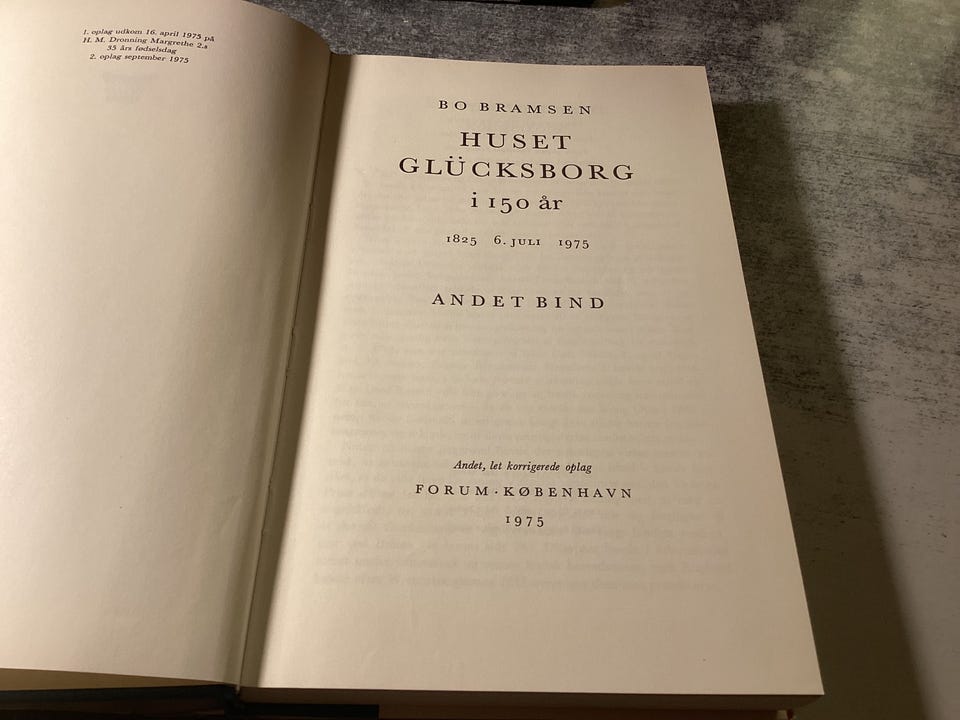 1. oplag udkom 16. april 1975 på
H. M. Dronning Margrethe 2.s
35 års fødselsdag
2. oplag september 1975
BO BRAMSEN
HUSET
GLÜCKSBORG
i 150 år
1825 6. JULI 1975
ANDET BIND
Andet, let korrigerede oplag
FORUM · KØBENHAVN
1975